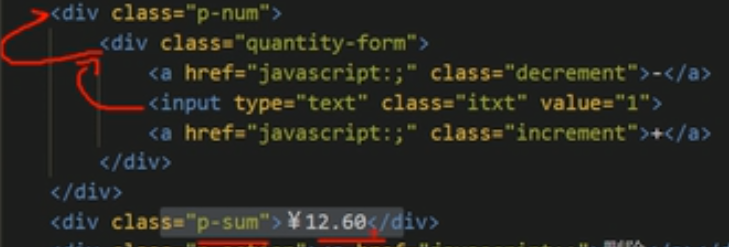 <div class="p-num">
<div class="quantity-form">
<a href="javascript:;" class="decrement">-</a>
<input type="text" class="itxt" value="1">
<a href="javascript:;" class="increment">+</a>
</div>
</div>
<div class="p-sum">¥12.60</div>